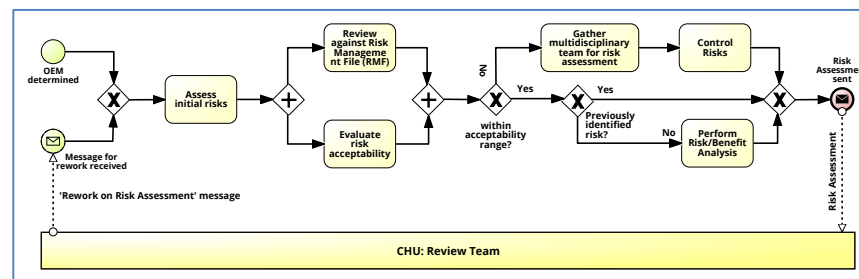 OEM
determined
Message for
rework received
'Rework on Risk Assessment' message
X
Assess
initial risks
+
Review
against Risk
Manageme
nt File (RMF)
Evaluate
risk
acceptability
+
X
within
acceptability
range?
No
Yes
Gather
multidisciplinary
team for risk
assessment
Control
Risks
X
Previously
identified
risk?
Yes
No
Perform
Risk/Benefit
Analysis
X
Risk
Assessment
sent
Risk Assessment
CHU: Review Team